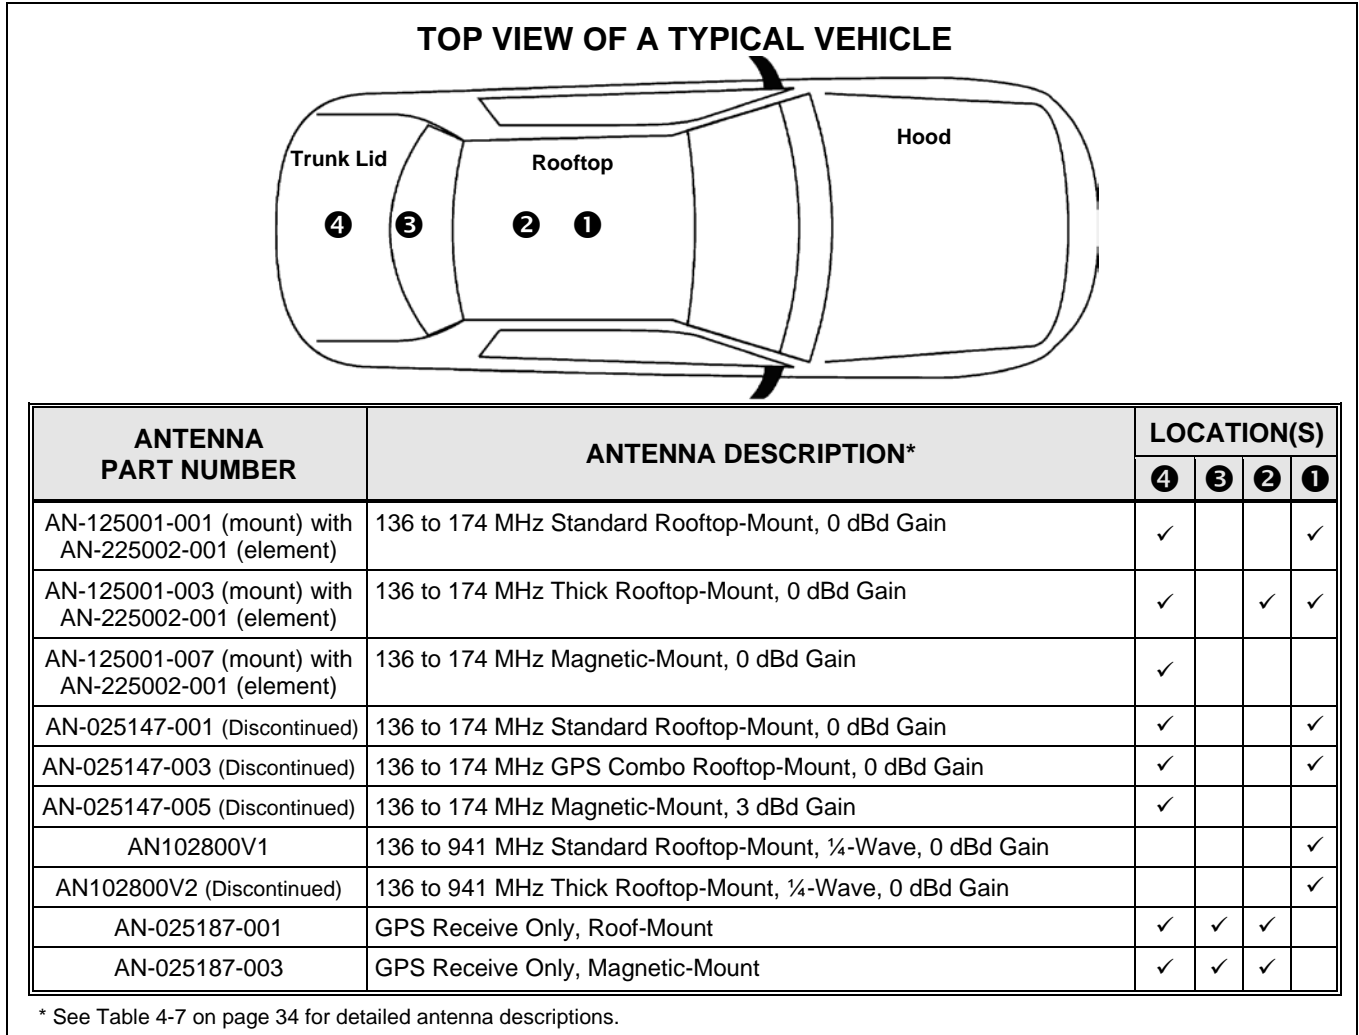 TOP VIEW OF A TYPICAL VEHICLE
Hood
Trunk Lid
Rooftop
❹ ❸ ❷ ❶
ANTENNA PART NUMBER ANTENNA DESCRIPTION* LOCATION(S)
❹ ❸ ❷ ❶
AN-125001-001 (mount) with 136 to 174 MHz Standard Rooftop-Mount, 0 dBd Gain ✓ ✓
AN-225002-001 (element)
AN-125001-003 (mount) with 136 to 174 MHz Thick Rooftop-Mount, 0 dBd Gain ✓ ✓ ✓
AN-225002-001 (element)
AN-125001-007 (mount) with 136 to 174 MHz Magnetic-Mount, 0 dBd Gain ✓
AN-225002-001 (element)
AN-025147-001 (Discontinued) 136 to 174 MHz Standard Rooftop-Mount, 0 dBd Gain ✓ ✓
AN-025147-003 (Discontinued) 136 to 174 MHz GPS Combo Rooftop-Mount, 0 dBd Gain ✓ ✓
AN-025147-005 (Discontinued) 136 to 174 MHz Magnetic-Mount, 3 dBd Gain ✓
AN102800V1 136 to 941 MHz Standard Rooftop-Mount, ¼-Wave, 0 dBd Gain ✓
AN102800V2 (Discontinued) 136 to 941 MHz Thick Rooftop-Mount, ¼-Wave, 0 dBd Gain ✓
AN-025187-001 GPS Receive Only, Roof-Mount ✓ ✓ ✓
AN-025187-003 GPS Receive Only, Magnetic-Mount ✓ ✓ ✓
* See Table 4-7 on page 34 for detailed antenna descriptions.